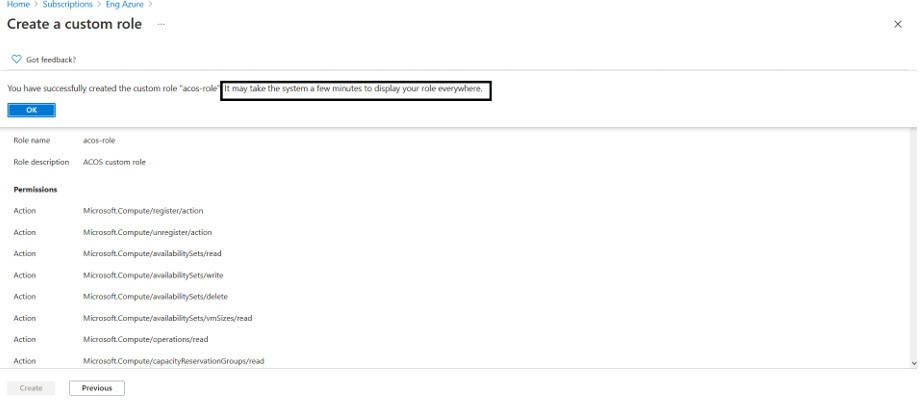 Home > Subscriptions > Eng Azure >
Create a custom role ...
Got feedback?
You have successfully created the custom role "acos-role". It may take the system a few minutes to display your role everywhere.
OK
Role name acos-role
Role description ACOS custom role
Permissions
Action Microsoft.Compute/register/action
Action Microsoft.Compute/unregister/action
Action Microsoft.Compute/availabilitySets/read
Action Microsoft.Compute/availabilitySets/write
Action Microsoft.Compute/availabilitySets/delete
Action Microsoft.Compute/availabilitySets/vmSizes/read
Action Microsoft.Compute/operations/read
Action Microsoft.Compute/capacityReservationGroups/read
Create Previous